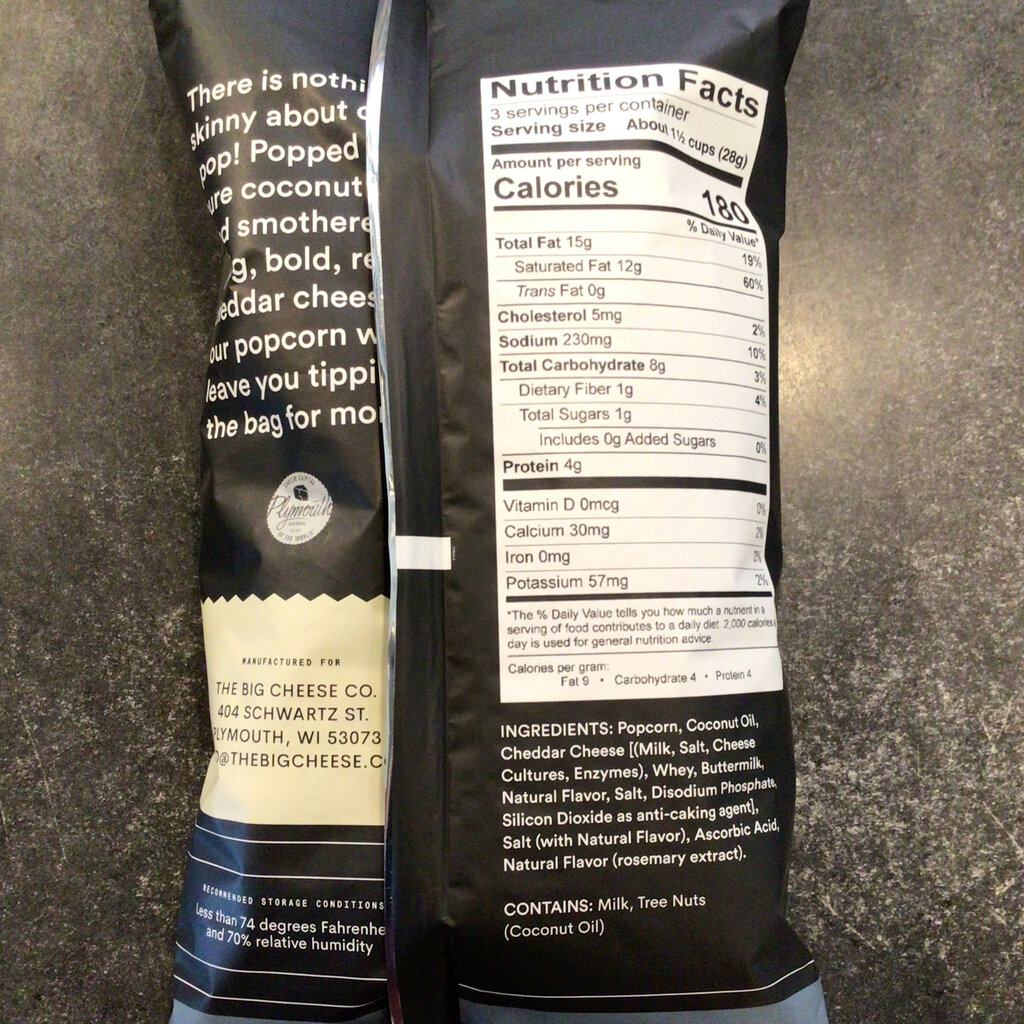 There is nothi
skinny about
pop! Popped
ure coconut
d smothere
g, bold, re
eddar chees
our popcorn w
leave you tippi
the bag for mo
Plymouth
OF THE WORLD
MANUFACTURED FOR
THE BIG CHEESE CO.
404 SCHWARTZ ST.
PLYMOUTH, WI 53073
@THEBIGCHEESE.C
RECOMMENDED STORAGE CONDITIONS
Less than 74 degrees Fahrenhe
and 70% relative humidity
Nutrition Facts
3 servings per container
Serving size About 1½ cups (28g)
Amount per serving
Calories 180
% Daily Value*
Total Fat 15g 19%
Saturated Fat 12g 60%
Trans Fat 0g
Cholesterol 5mg 2%
Sodium 230mg 10%
Total Carbohydrate 8g 3%
Dietary Fiber 1g 4%
Total Sugars 1g
Includes 0g Added Sugars 0%
Protein 4g
Vitamin D 0mcg 0%
Calcium 30mg 2%
Iron 0mg 0%
Potassium 57mg 2%
*The % Daily Value tells you how much a nutrient in a
serving of food contributes to a daily diet. 2,000 calories a
day is used for general nutrition advice.
Calories per gram:
Fat 9 • Carbohydrate 4 • Protein 4
INGREDIENTS: Popcorn, Coconut Oil,
Cheddar Cheese [(Milk, Salt, Cheese
Cultures, Enzymes), Whey, Buttermilk,
Natural Flavor, Salt, Disodium Phosphate,
Silicon Dioxide as anti-caking agent],
Salt (with Natural Flavor), Ascorbic Acid,
Natural Flavor (rosemary extract).
CONTAINS: Milk, Tree Nuts
(Coconut Oil)